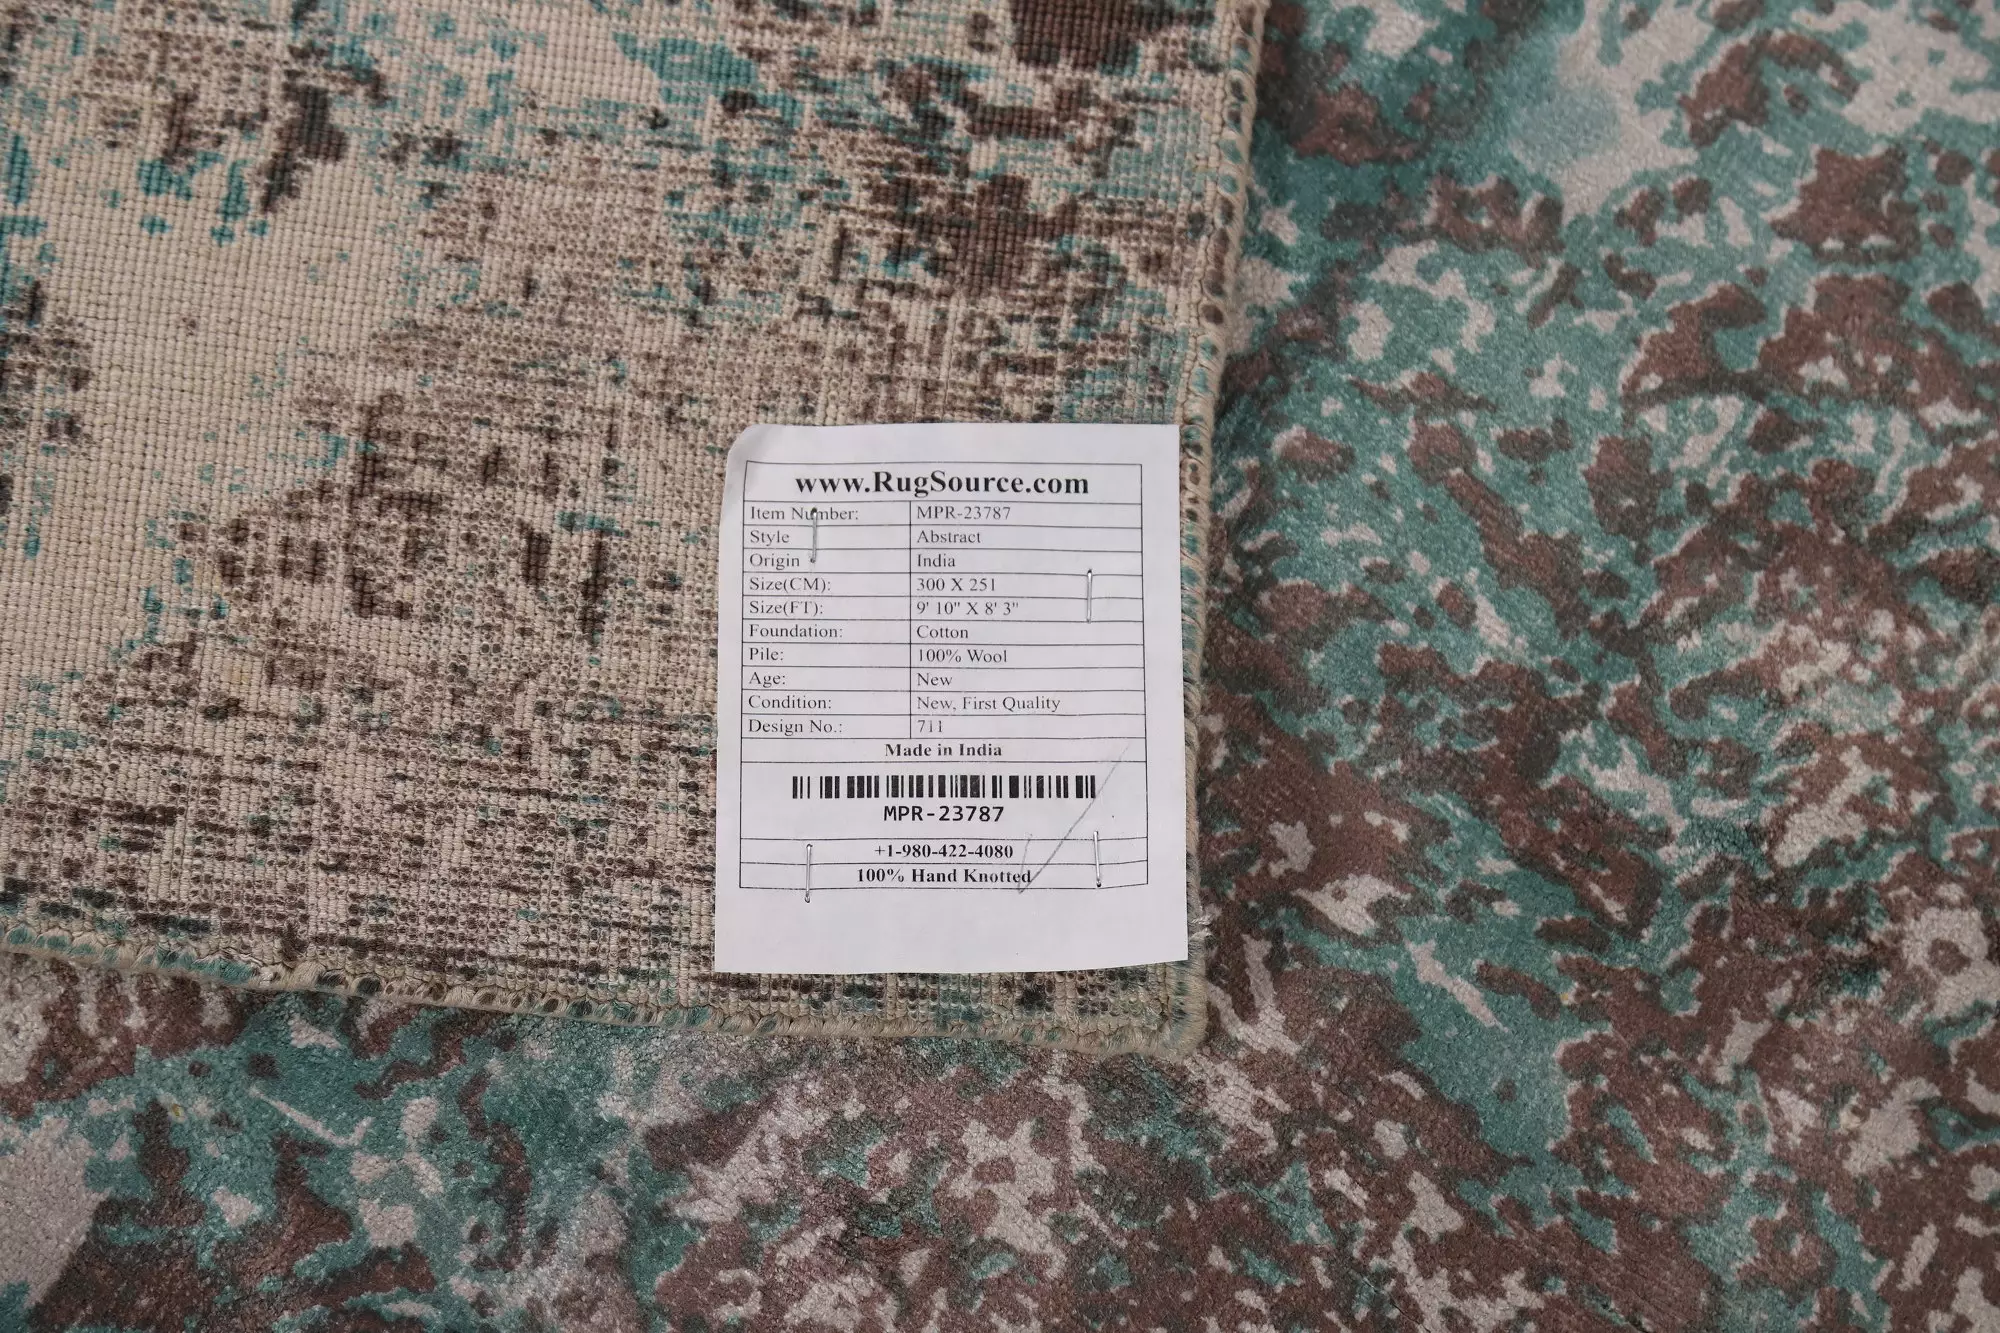 www.RugSource.com
Item Number: MPR-23787
Style Abstract
Origin India
Size(CM): 300 X 251
Size(FT): 9' 10" X 8' 3"
Foundation: Cotton
Pile: 100% Wool
Age: New
Condition: New, First Quality
Design No.: 711
Made in India
MPR-23787
+1-980-422-4080
100% Hand Knotted